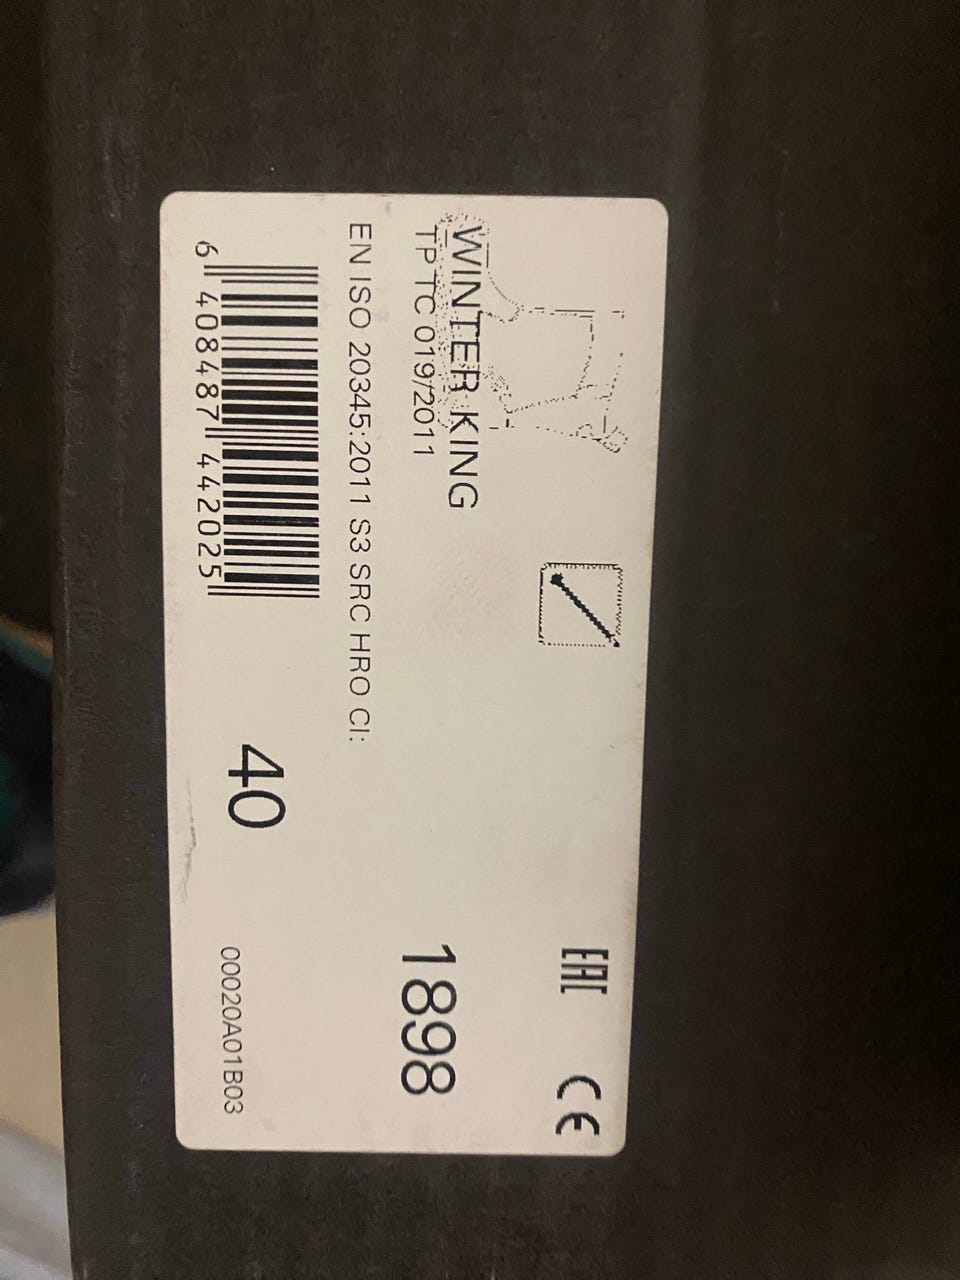 EAC CE
WINTER KING
TP TC 019/2011
1898
EN ISO 20345:2011 S3 SRC HRO CI:
40
6 408487 442025
00020A01B03